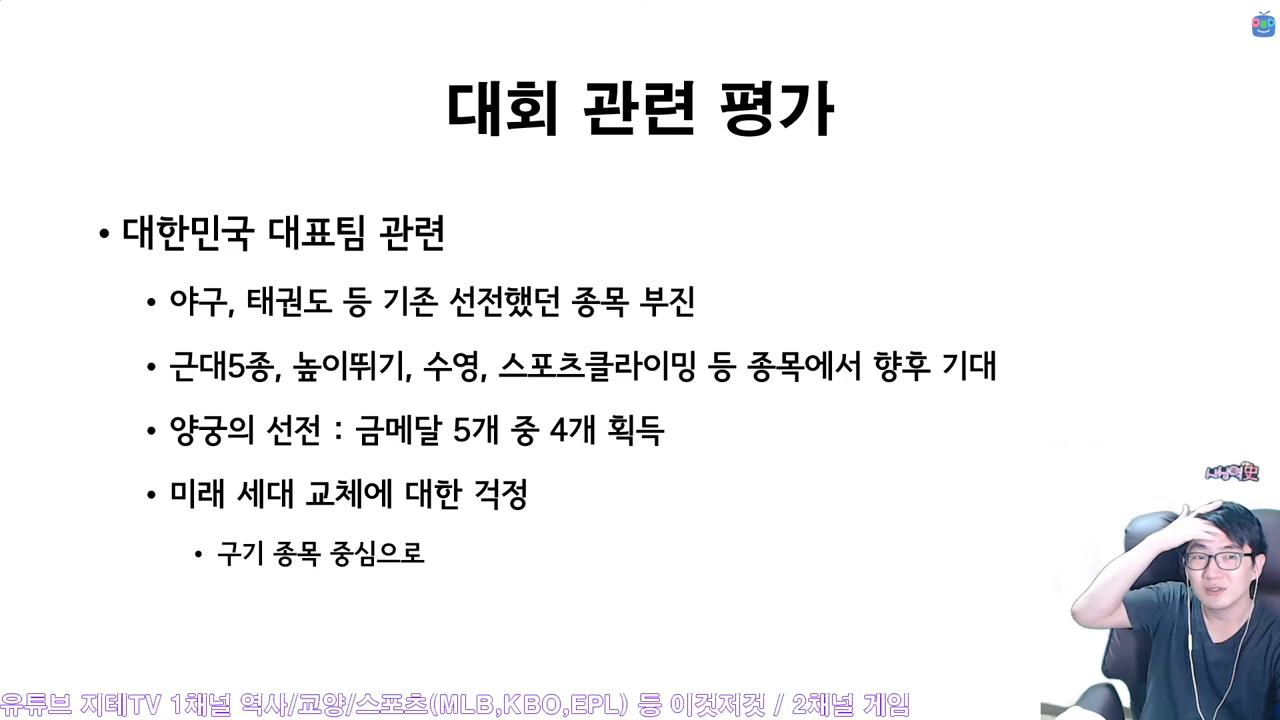 대회 관련 평가
• 대한민국 대표팀 관련
• 야구, 태권도 등 기존 선전했던 종목 부진
• 근대5종, 높이뛰기, 수영, 스포츠클라이밍 등 종목에서 향후 기대
• 양궁의 선전 : 금메달 5개 중 4개 획득
• 미래 세대 교체에 대한 걱정
• 구기 종목 중심으로
유튜브 지테TV 1채널 역사/교양/스포츠(MLB,KBO,EPL) 등 이것저것 / 2채널 게임